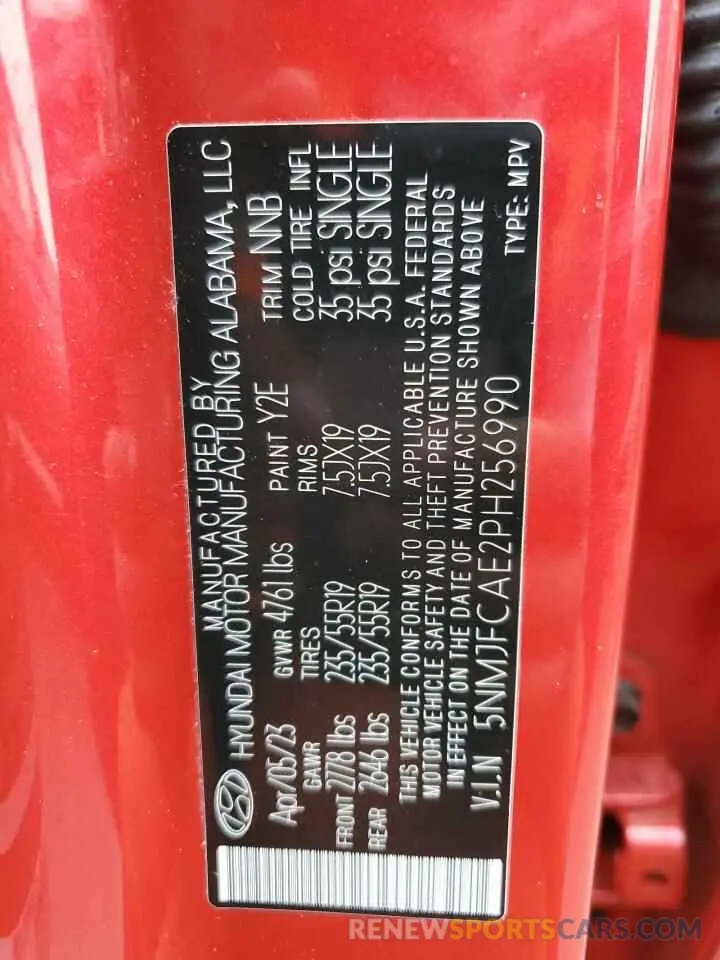 MANUFACTURED BY
HYUNDAI MOTOR MANUFACTURING ALABAMA, LLC
Apr/05/23 GVWR 4761 lbs PAINT Y2E TRIM NNB
GAWR TIRES RIMS COLD TIRE INFL
FRONT 2778 lbs 235/55R19 7.5JX19 35 psi SINGLE
REAR 2646 lbs 235/55R19 7.5JX19 35 psi SINGLE
THIS VEHICLE CONFORMS TO ALL APPLICABLE U.S.A. FEDERAL
MOTOR VEHICLE SAFETY AND THEFT PREVENTION STANDARDS
IN EFFECT ON THE DATE OF MANUFACTURE SHOWN ABOVE
V.I.N 5NMJFCAE2PH256990
TYPE: MPV
RENEWSPORTSCARS.COM